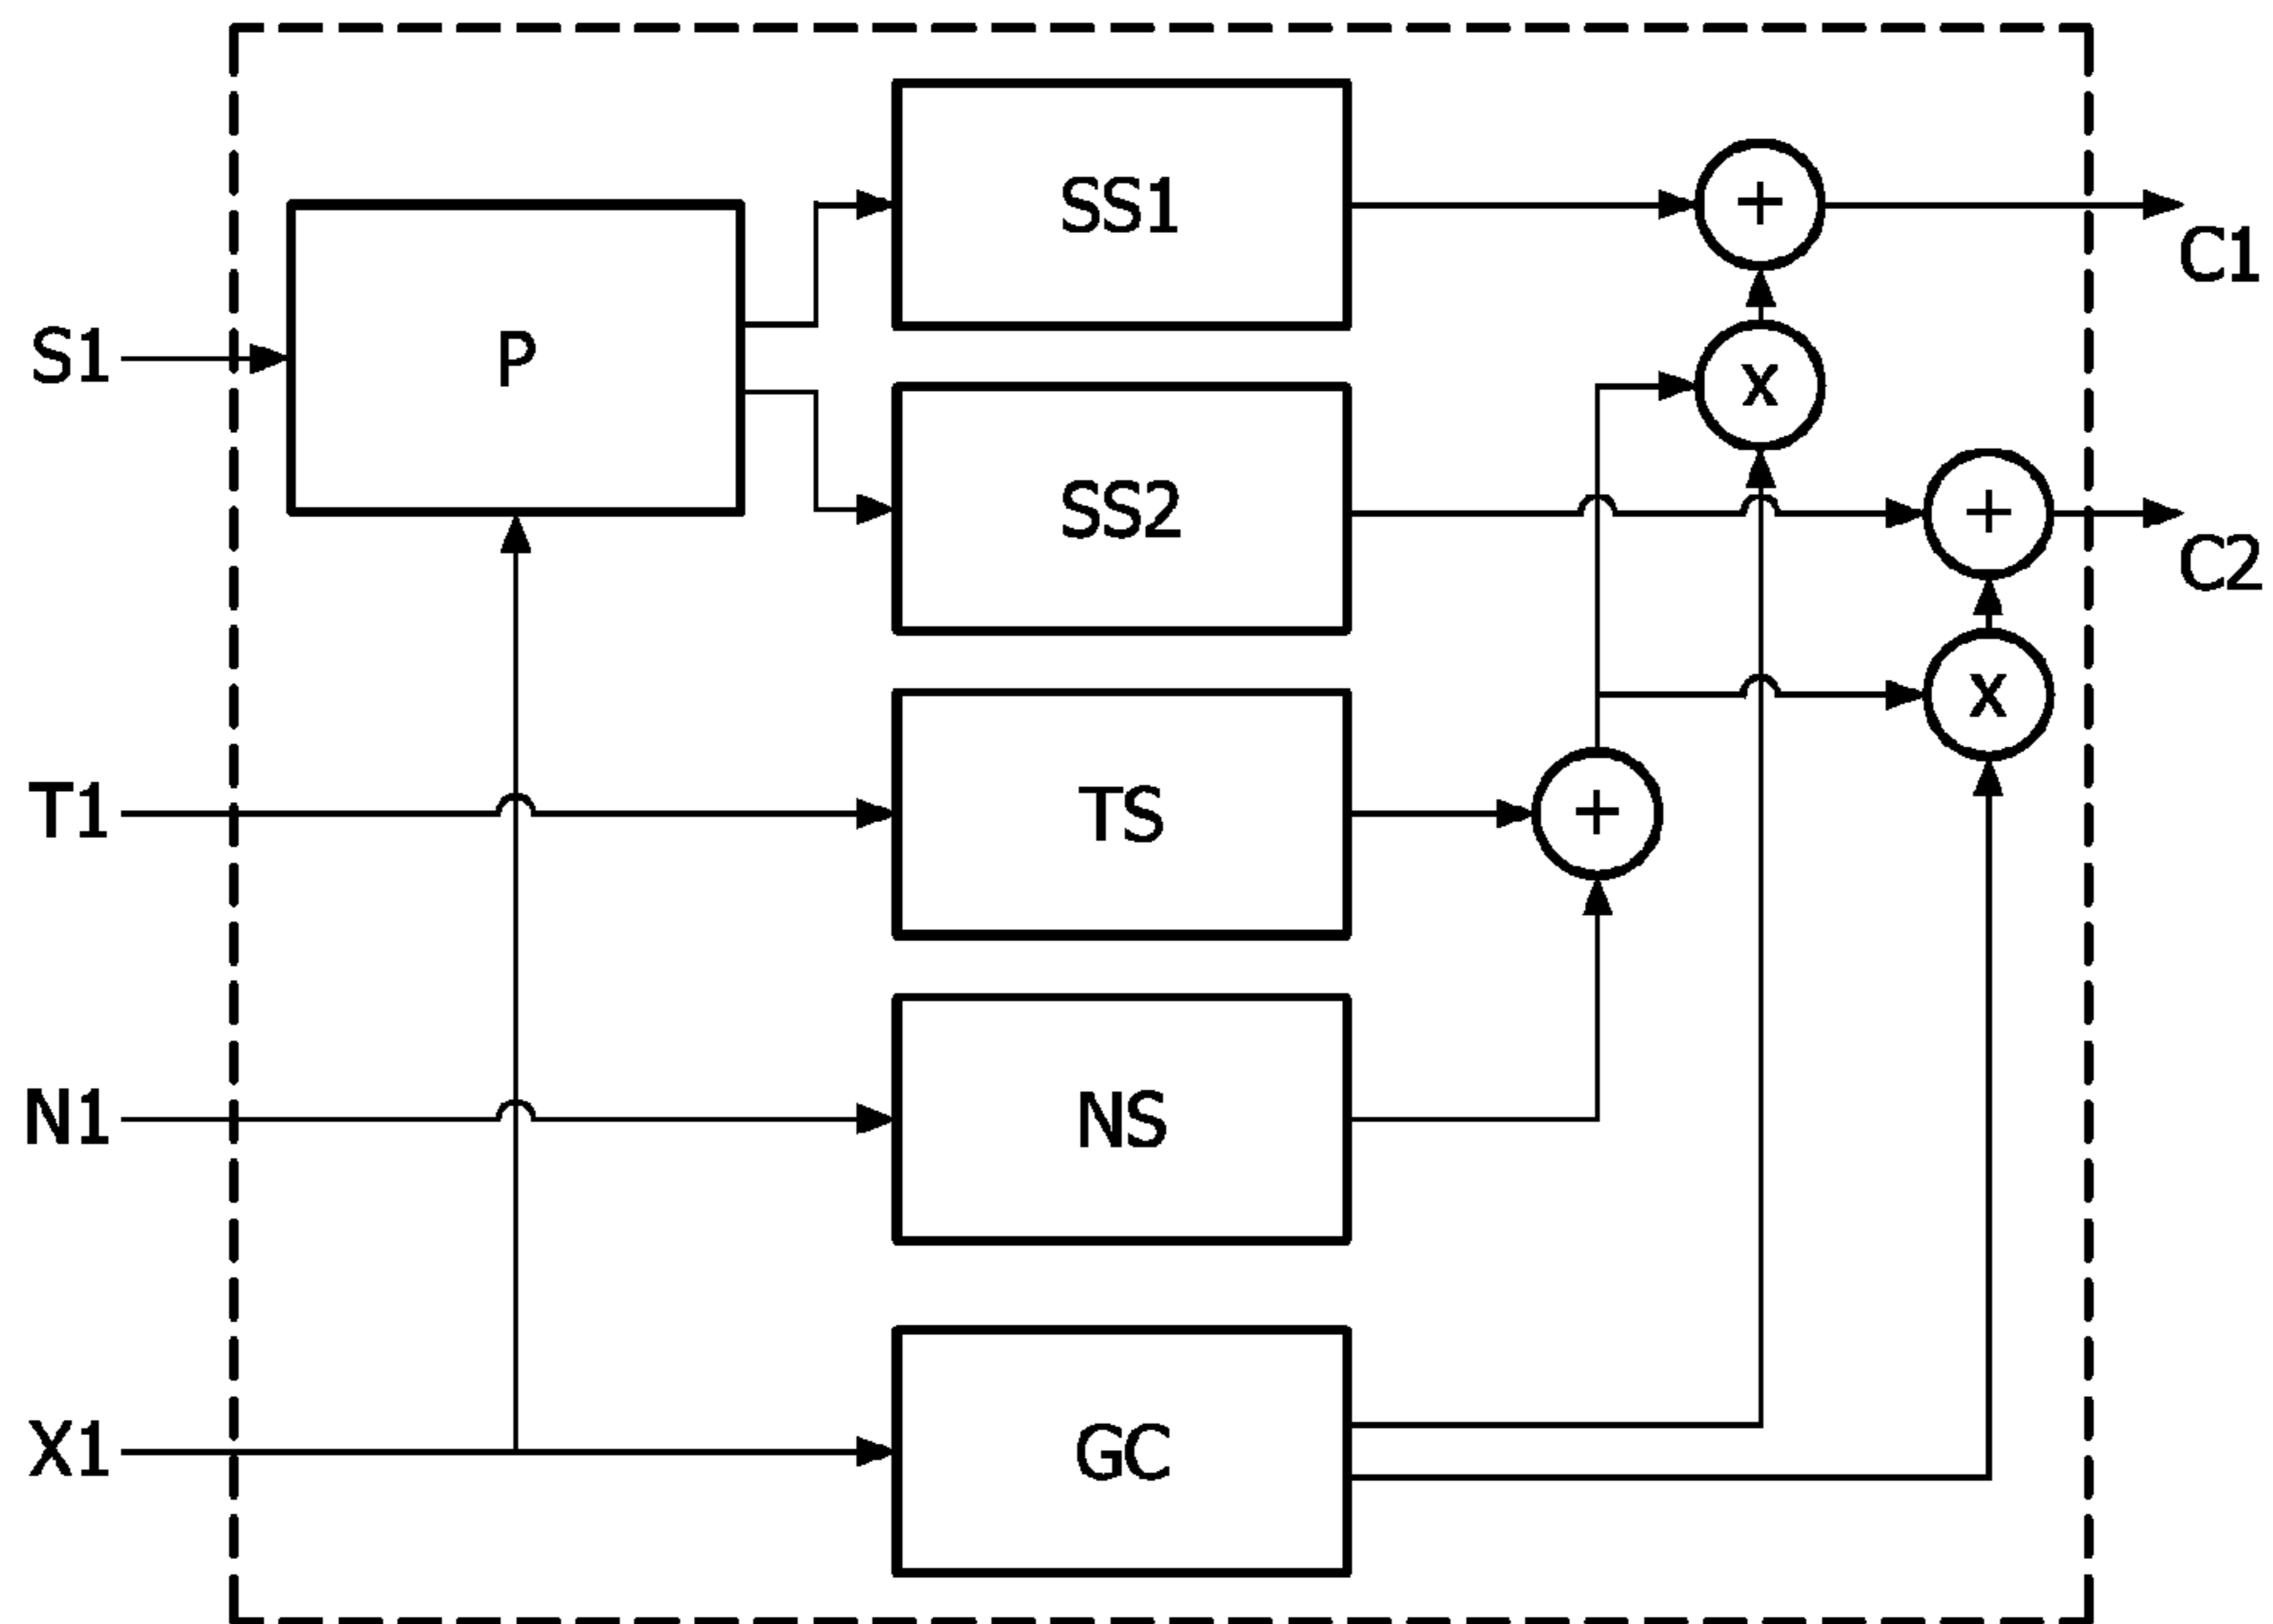 SS1
+
C1
S1
P
x
SS2
+
C2
x
T1
TS
+
N1
NS
X1
GC